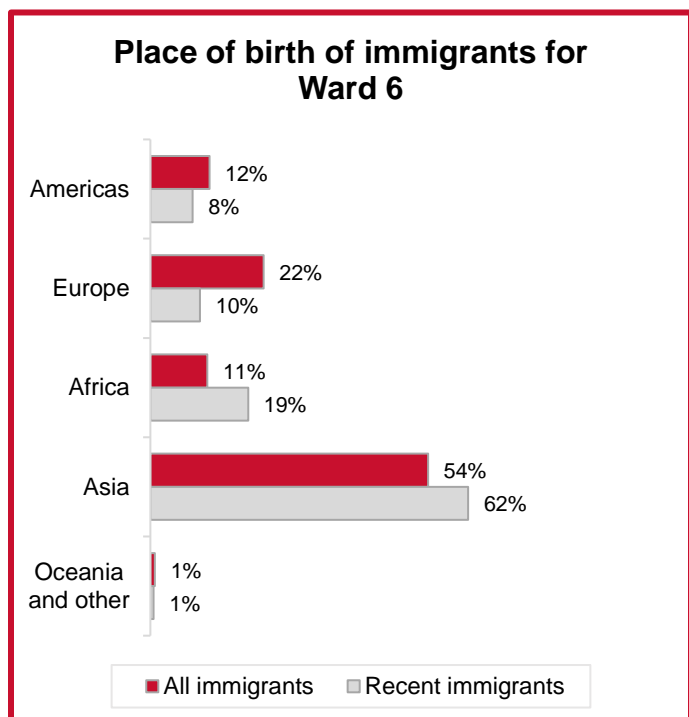 Place of birth of immigrants for
Ward 6
Americas
12%
8%
Europe
22%
10%
Africa
11%
19%
Asia
54%
62%
Oceania
and other
1%
1%
All immigrants
Recent immigrants